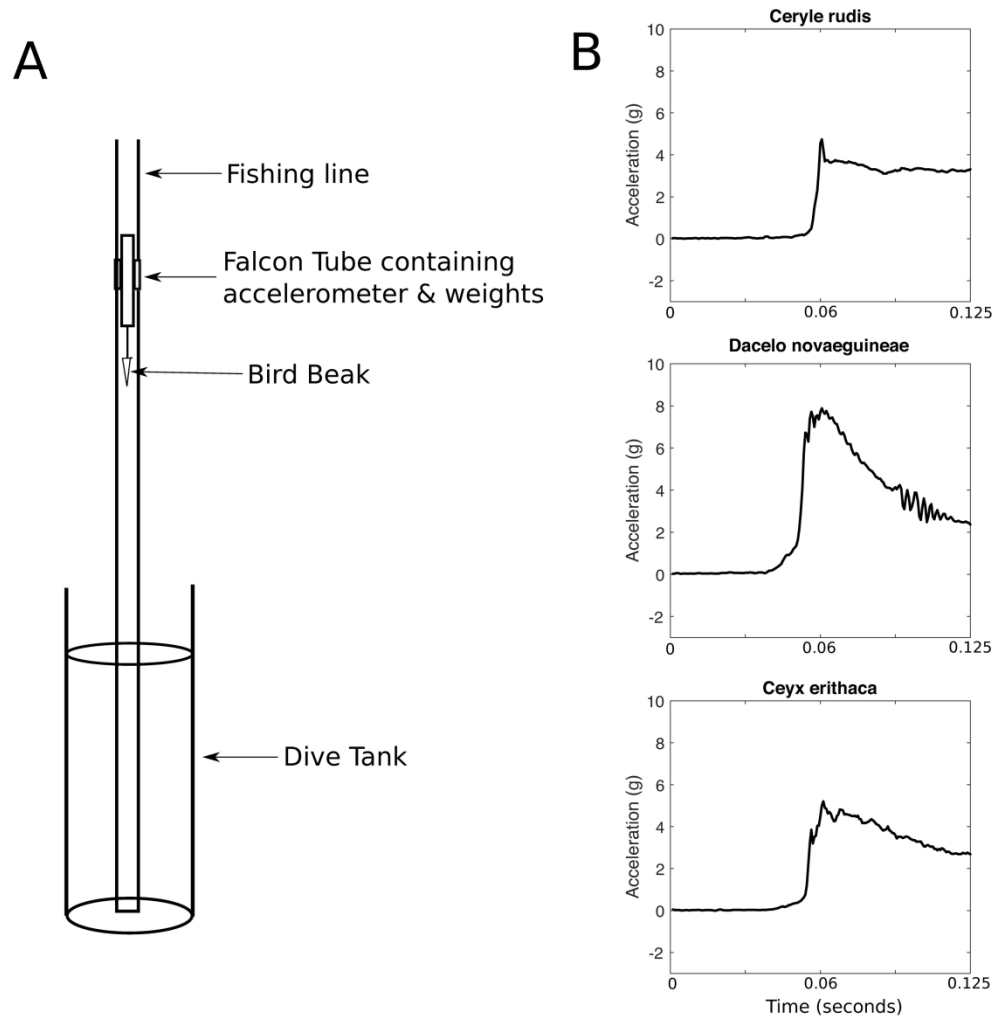 A
Fishing line
Falcon Tube containing
accelerometer & weights
Bird Beak
Dive Tank
B
Ceryle rudis
10
8
6
4
2
0
-2
Acceleration (g)
0
0.06
0.125
Dacelo novaeguineae
10
8
6
4
2
0
-2
Acceleration (g)
0
0.06
0.125
Ceyx erithaca
10
8
6
4
2
0
-2
Acceleration (g)
0
0.06
0.125
Time (seconds)